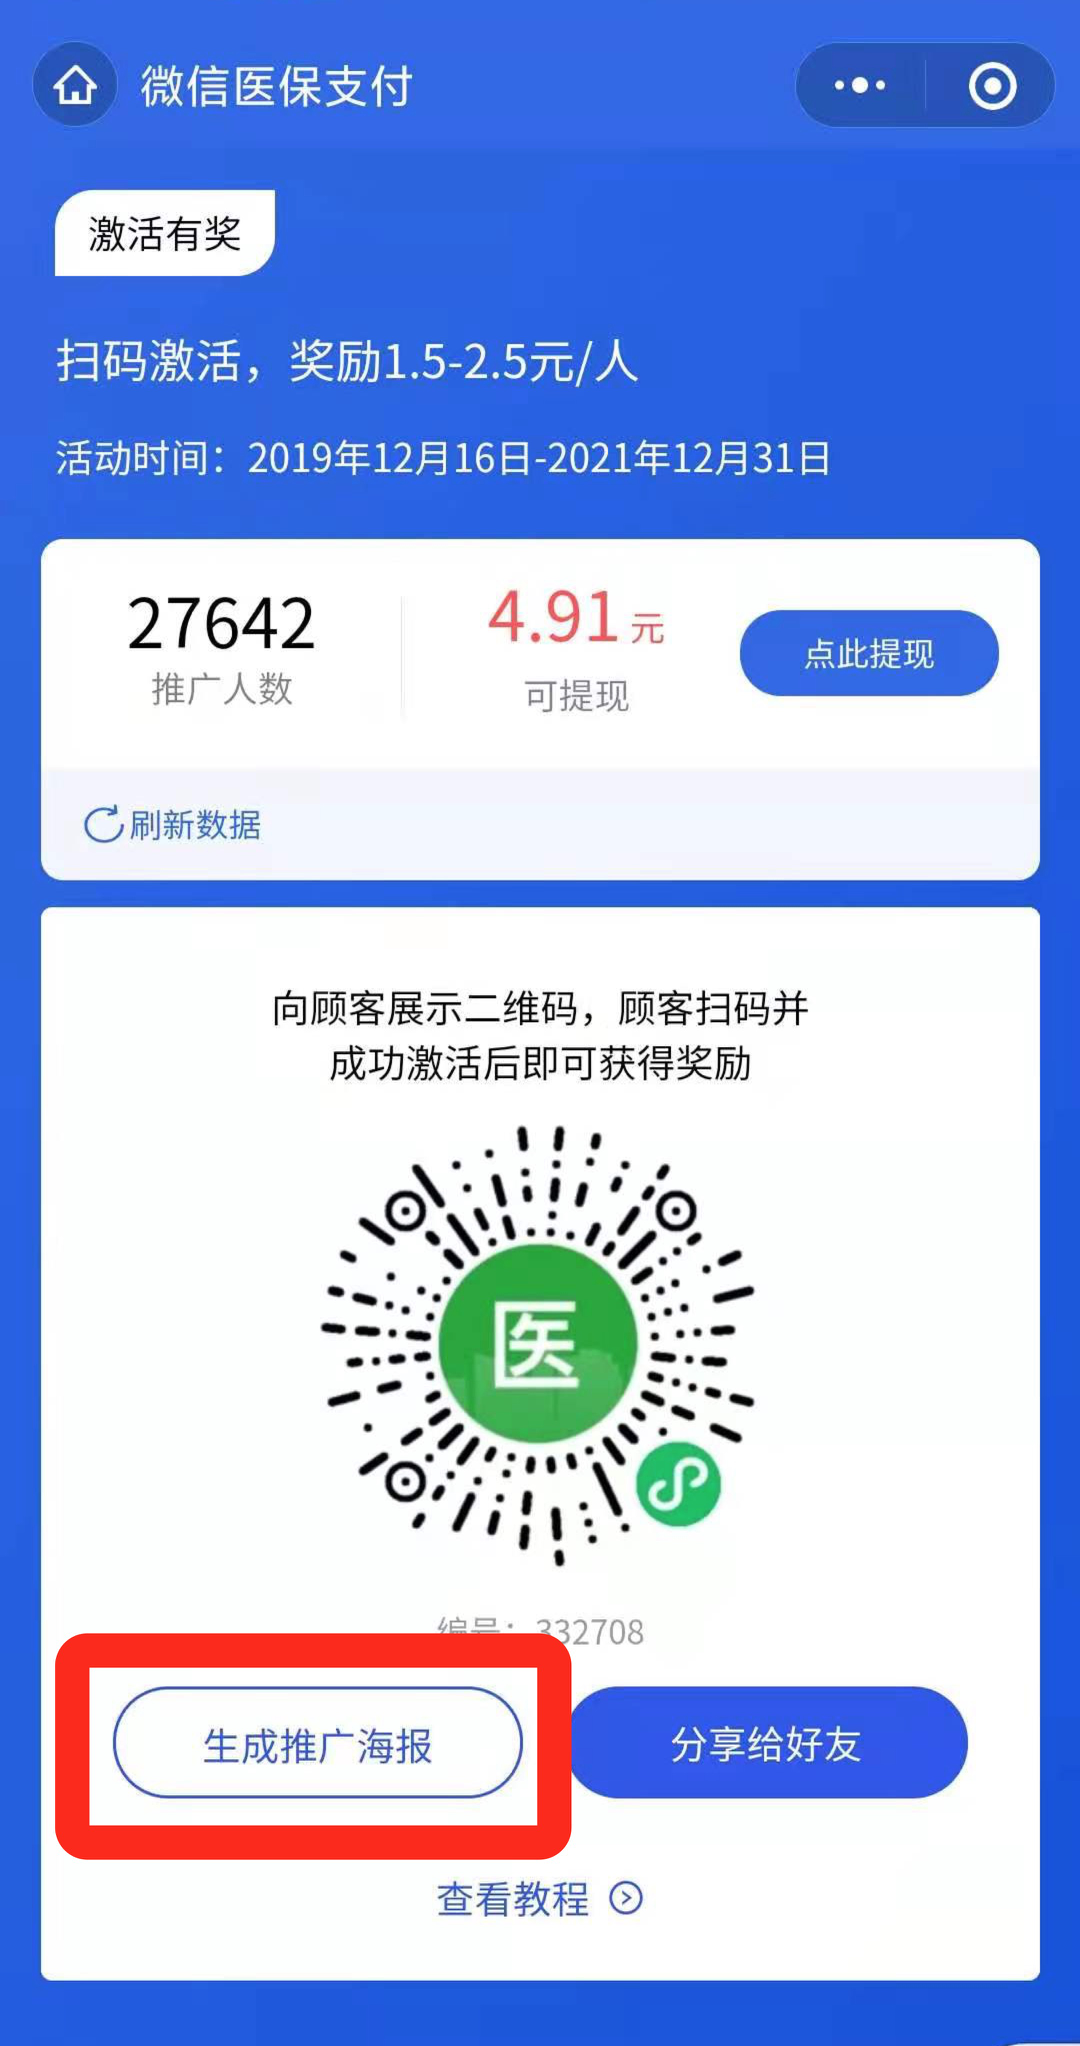 微信医保支付
激活有奖
扫码激活，奖励1.5-2.5元/人
活动时间：2019年12月16日-2021年12月31日
27642
推广人数
4.91元
可提现
点此提现
刷新数据
向顾客展示二维码，顾客扫码并
成功激活后即可获得奖励
医
编号：332708
生成推广海报
分享给好友
查看教程